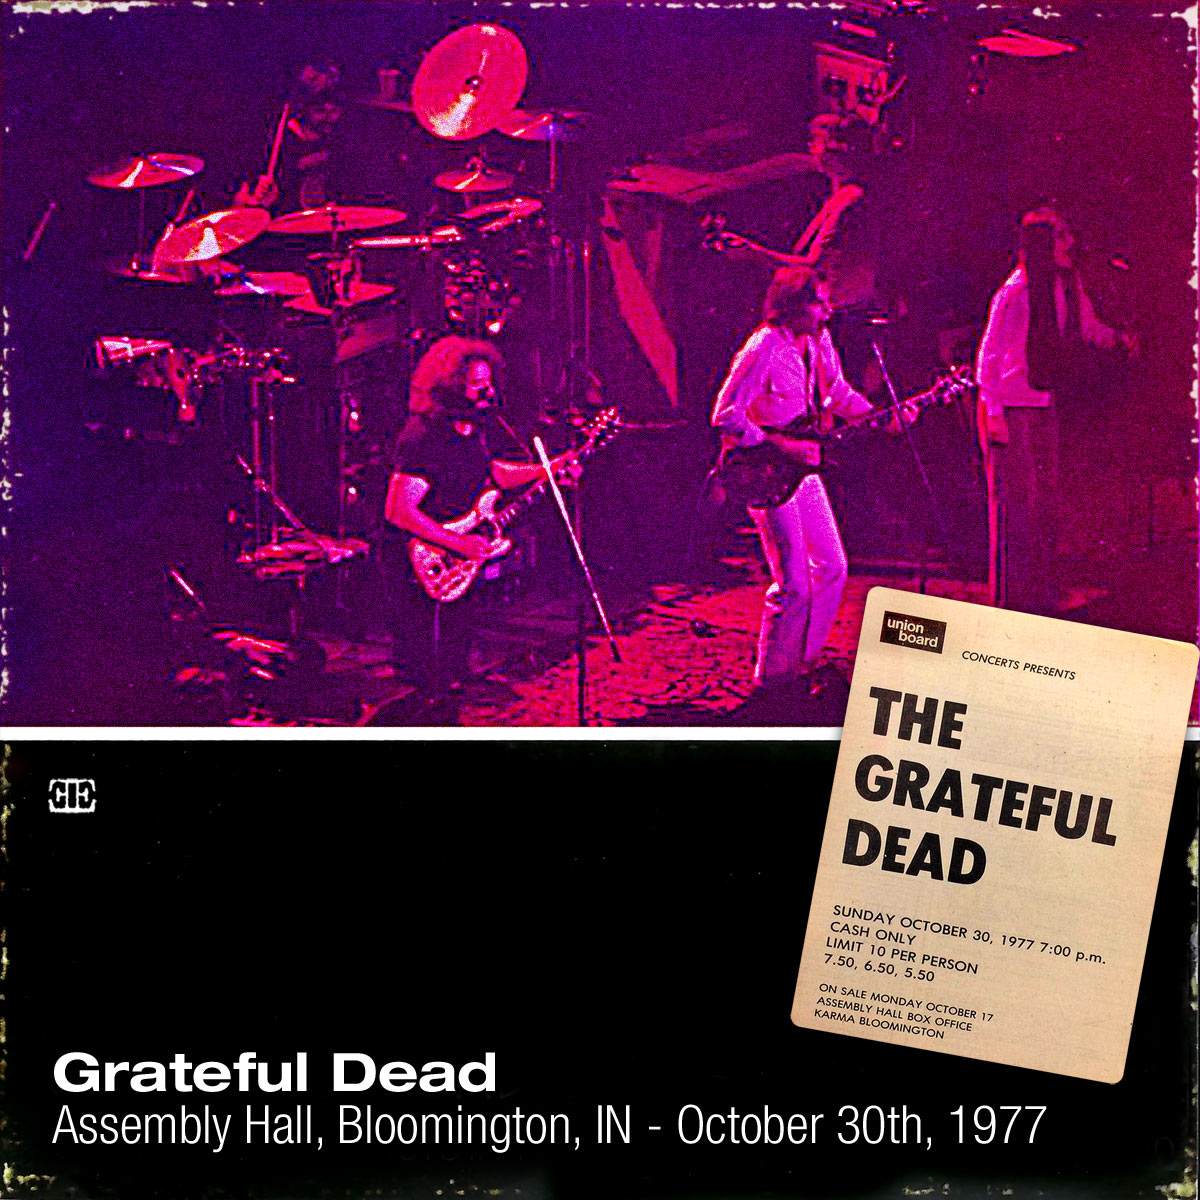 union
board
CONCERTS PRESENTS
THE
GRATEFUL
DEAD
SUNDAY OCTOBER 30, 1977 7:00 p.m.
CASH ONLY
LIMIT 10 PER PERSON
7.50, 6.50, 5.50
ON SALE MONDAY OCTOBER 17
ASSEMBLY HALL BOX OFFICE
KARMA BLOOMINGTON
Grateful Dead
Assembly Hall, Bloomington, IN - October 30th, 1977